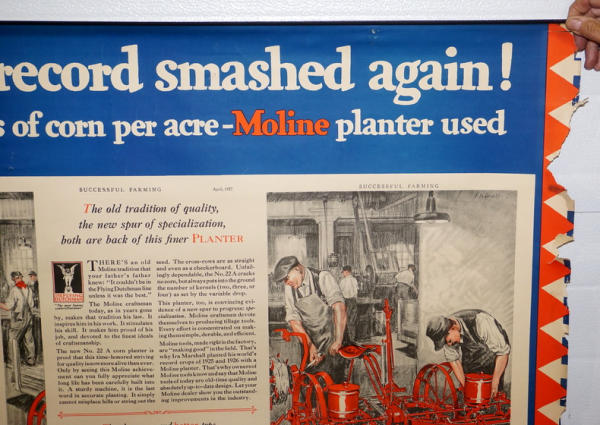 record smashed again!
s of corn per acre-Moline planter used
SUCCESSFUL FARMING April, 1927
The old tradition of quality,
the new spur of specialization,
both are back of this finer PLANTER
THERE'S an old
Moline tradition that
your father's father
knew: "It couldn't be in
the Flying Dutchman line
unless it was the best."
The Moline craftsman
today, as in years gone
by, makes that tradition his law. It
inspires him in his work. It stimulates
his skill. It makes him proud of his
job, and devoted to the finest ideals
of craftsmanship.
The new No. 22 A corn planter is
proof that this time-honored striving
for quality is now more alive than ever.
Only by seeing this Moline achieve-
ment can you fully appreciate what
long life has been carefully built into
it. A sturdy machine, it is the last
word in accurate planting. It simply
cannot misplace hills or string out the
seed. The cross-rows are as straight
and even as a checkerboard. Unfail-
ingly dependable, the No. 22 A cracks
no corn, but always puts into the ground
the number of kernels (two, three, or
four) as set by the variable drop.
This planter, too, is convincing evi-
dence of a new spur to progress: spe-
cialization. Moline craftsmen devote
themselves to producing tillage tools.
Every effort is concentrated on mak-
ing them simple, durable, and efficient.
Moline tools, made right in the factory,
are "making good" in the field. That's
why Ira Marshall planted his world's
record crops of 1925 and 1926 with a
Moline planter. That's why owners of
Moline tools know and say that Moline
tools of today are old-time quality and
absolutely up-to-date design. Let your
Moline dealer show you the outstand-
ing improvements in the industry.
SUCCESSFUL FARMING